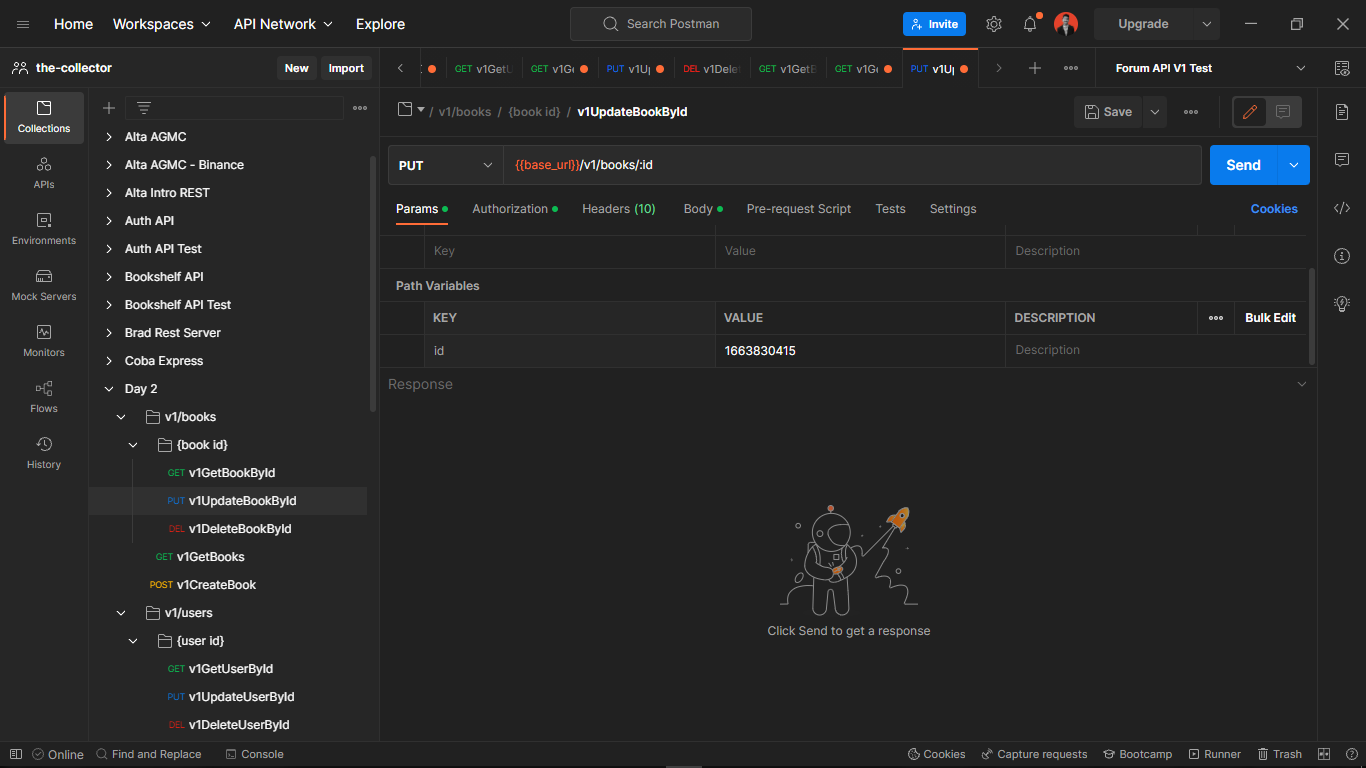 Home Workspaces API Network Explore Search Postman Invite Upgrade
the-collector New Import
GET v1GetU GET v1Ge PUT v1Up DEL v1Delet GET v1GetB GET v1Ge PUT v1Up Forum API V1 Test
Collections
APIs
Environments
Mock Servers
Monitors
Flows
History
Alta AGMC
Alta AGMC - Binance
Alta Intro REST
Auth API
Auth API Test
Bookshelf API
Bookshelf API Test
Brad Rest Server
Coba Express
Day 2
v1/books
{book id}
GET v1GetBookById
PUT v1UpdateBookById
DEL v1DeleteBookById
GET v1GetBooks
POST v1CreateBook
v1/users
{user id}
GET v1GetUserById
PUT v1UpdateUserById
DEL v1DeleteUserById
/ v1/books / {book id} / v1UpdateBookById Save
PUT {{base_url}}/v1/books/:id Send
Params Authorization Headers (10) Body Pre-request Script Tests Settings Cookies
Key Value Description
Path Variables
KEY VALUE DESCRIPTION Bulk Edit
id 1663830415 Description
Response
Click Send to get a response
Online Find and Replace Console Cookies Capture requests Bootcamp Runner Trash